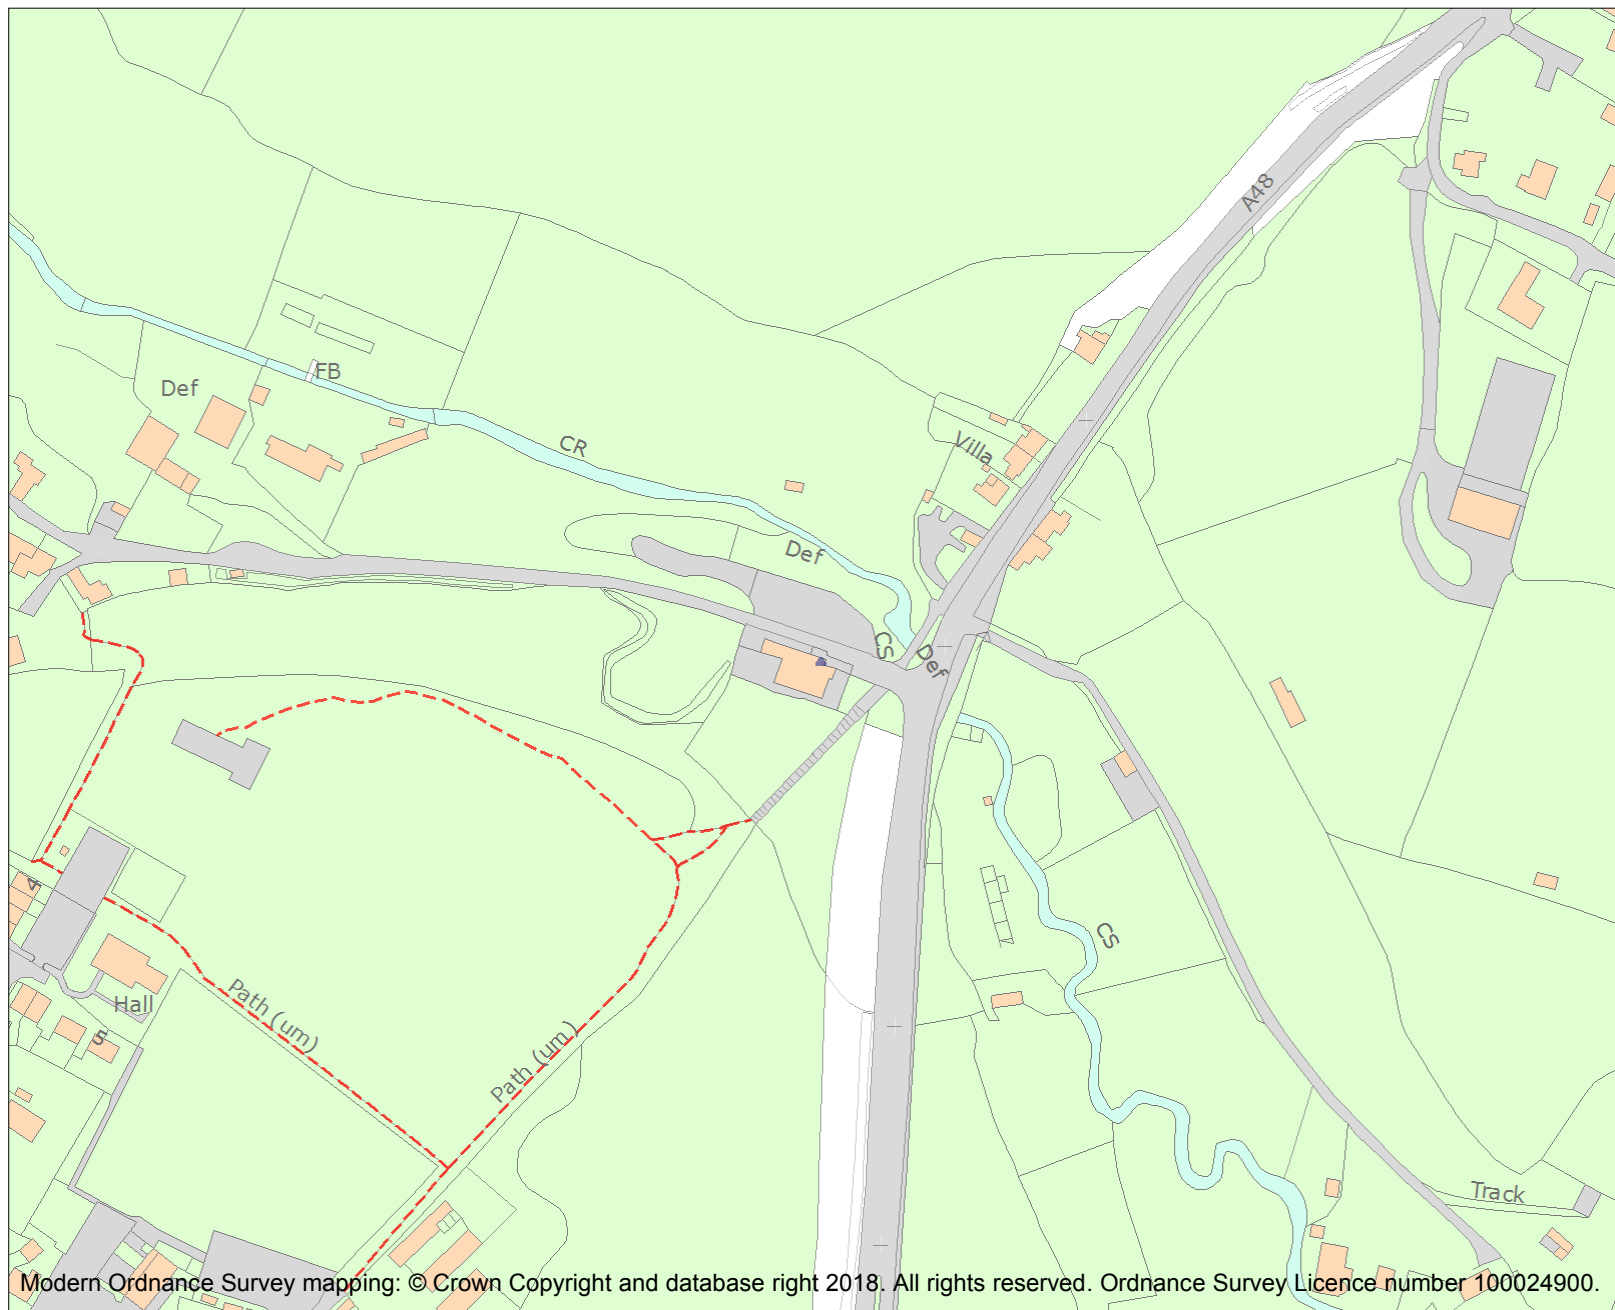 A48
FB
Def
CR
Villa
Def
CS
Def
4
CS
Path (um)
Hall
5
Path (um)
Track
Modern Ordnance Survey mapping: © Crown Copyright and database right 2018. All rights reserved. Ordnance Survey Licence number 100024900.